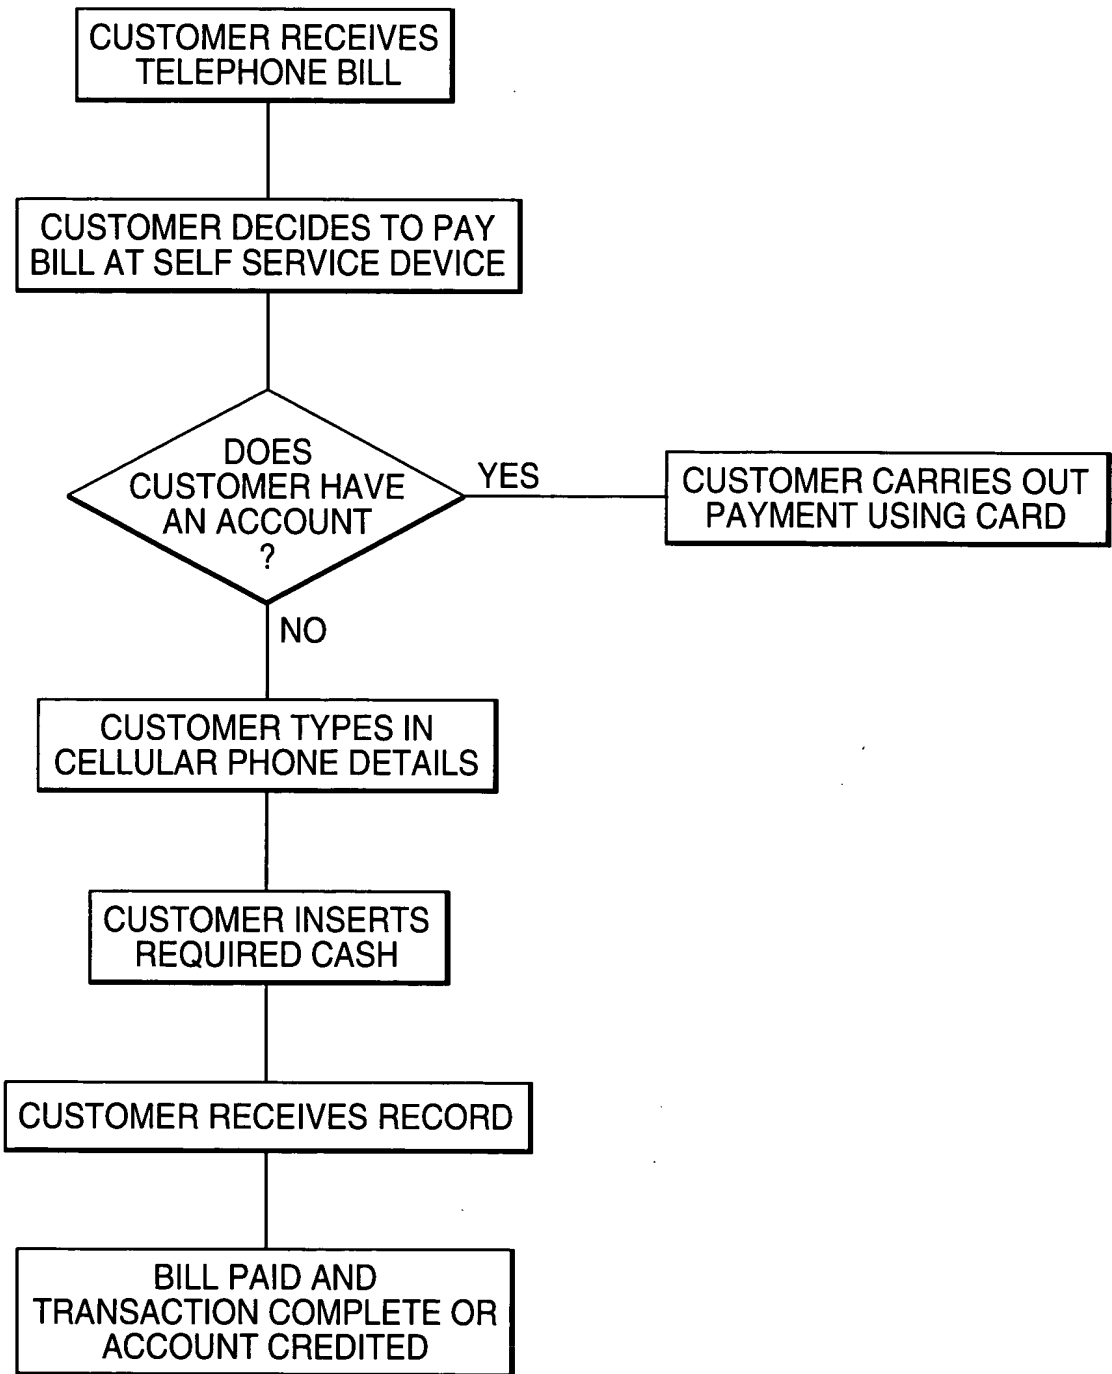 CUSTOMER RECEIVES
TELEPHONE BILL
CUSTOMER DECIDES TO PAY
BILL AT SELF SERVICE DEVICE
DOES
CUSTOMER HAVE
AN ACCOUNT
?
YES
CUSTOMER CARRIES OUT
PAYMENT USING CARD
NO
CUSTOMER TYPES IN
CELLULAR PHONE DETAILS
CUSTOMER INSERTS
REQUIRED CASH
CUSTOMER RECEIVES RECORD
BILL PAID AND
TRANSACTION COMPLETE OR
ACCOUNT CREDITED